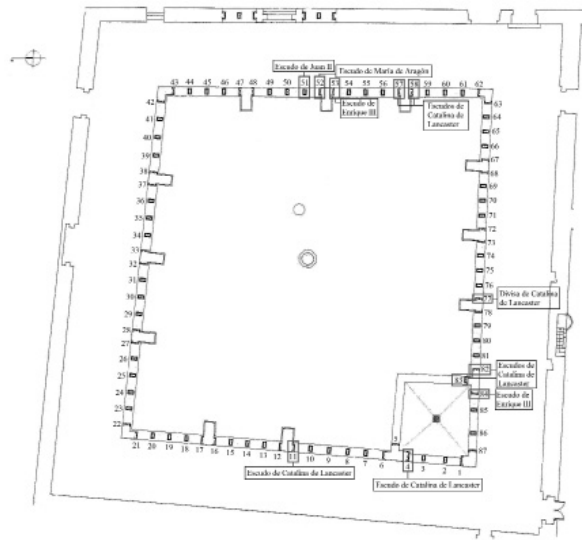 Escudo de Juan II
Escudo de María de Aragón
43 44 45 46 47 48 49 50 51 52 53 54 55 56 57 58 59 60 61 62
Escudo de
Enrique III
Escudos de
Catalina de
Lancaster
42
41
40
39
38
37
36
35
34
33
32
31
30
29
28
27
26
25
24
23
22
63
64
65
66
67
68
69
70
71
72
73
74
75
76
77
Divisa de Catalina
de Lancaster
78
79
80
81
82
Escudos de
Catalina de
Lancaster
83
84
Escudo de
Enrique III
85
86
87
21 20 19 18 17 16 15 14 13 12 11 10 9 8 7 6 5 4 3 2 1
Escudo de Catalina de Lancaster
Escudo de Catalina de Lancaster